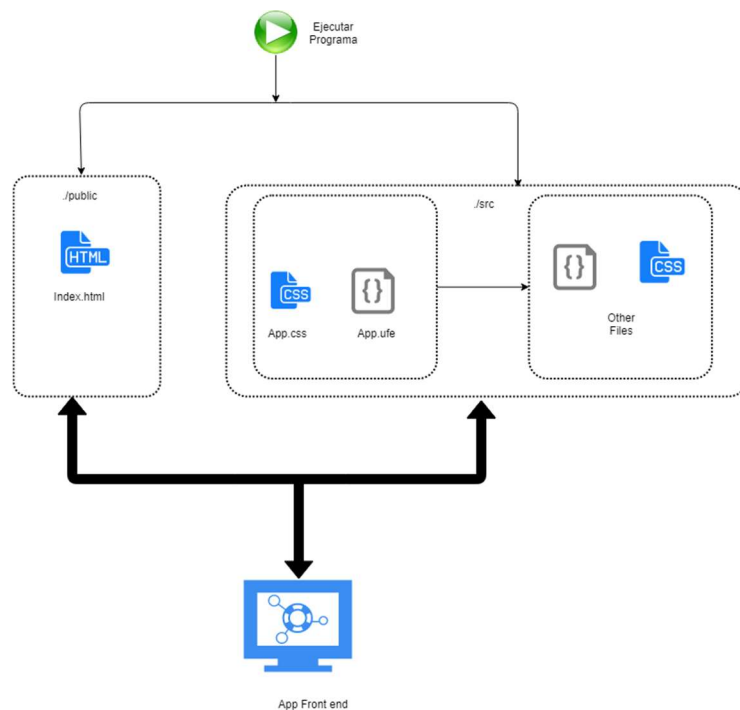 Ejecutar
Programa
./public
./src
HTML
Index.html
CSS
{}
App.css
App.ufe
{}
CSS
Other
Files
App Front end